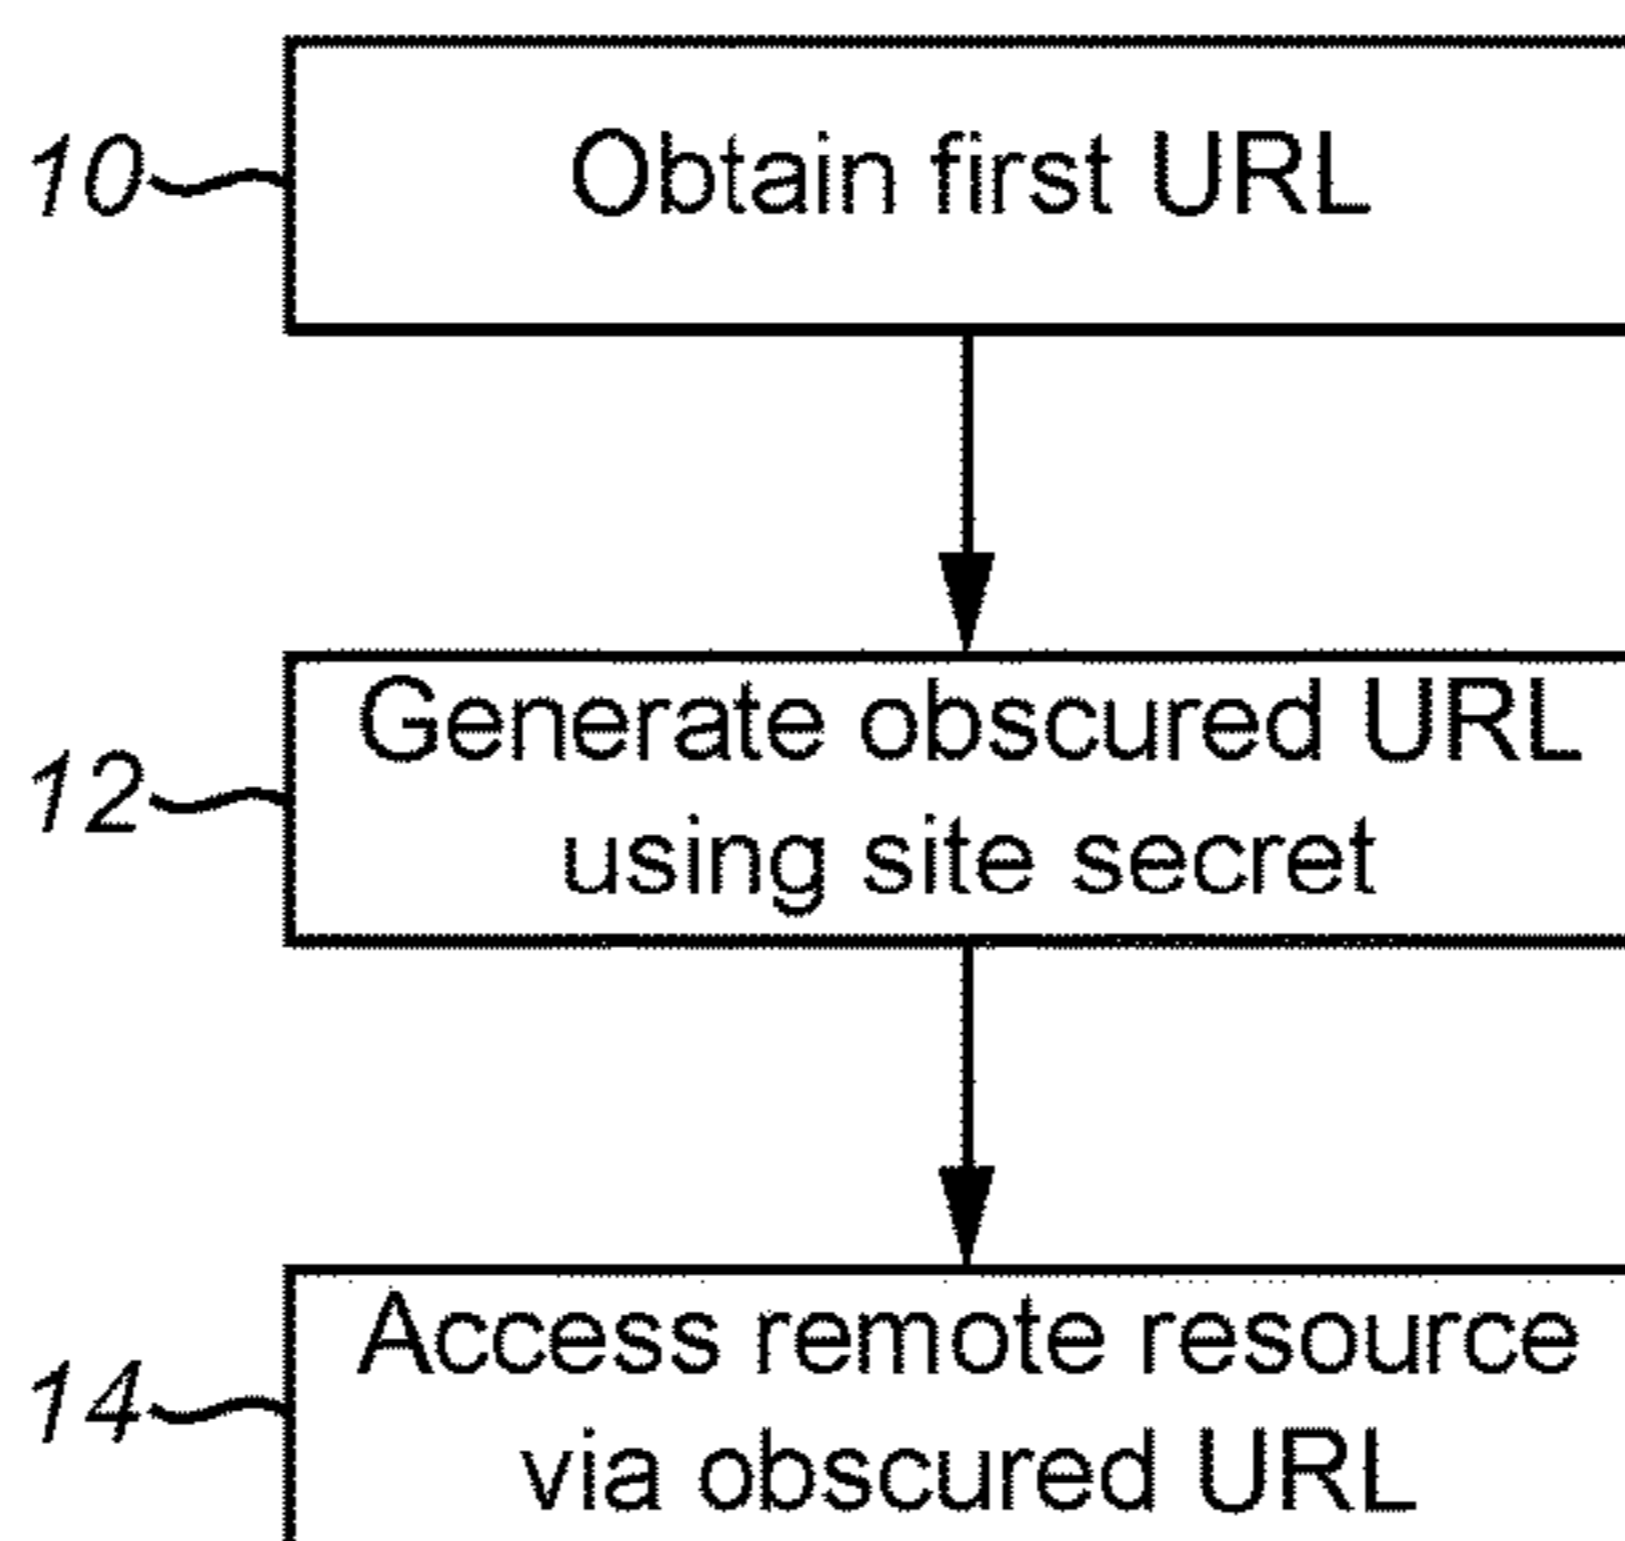 10
Obtain first URL
12
Generate obscured URL
using site secret
14
Access remote resource
via obscured URL